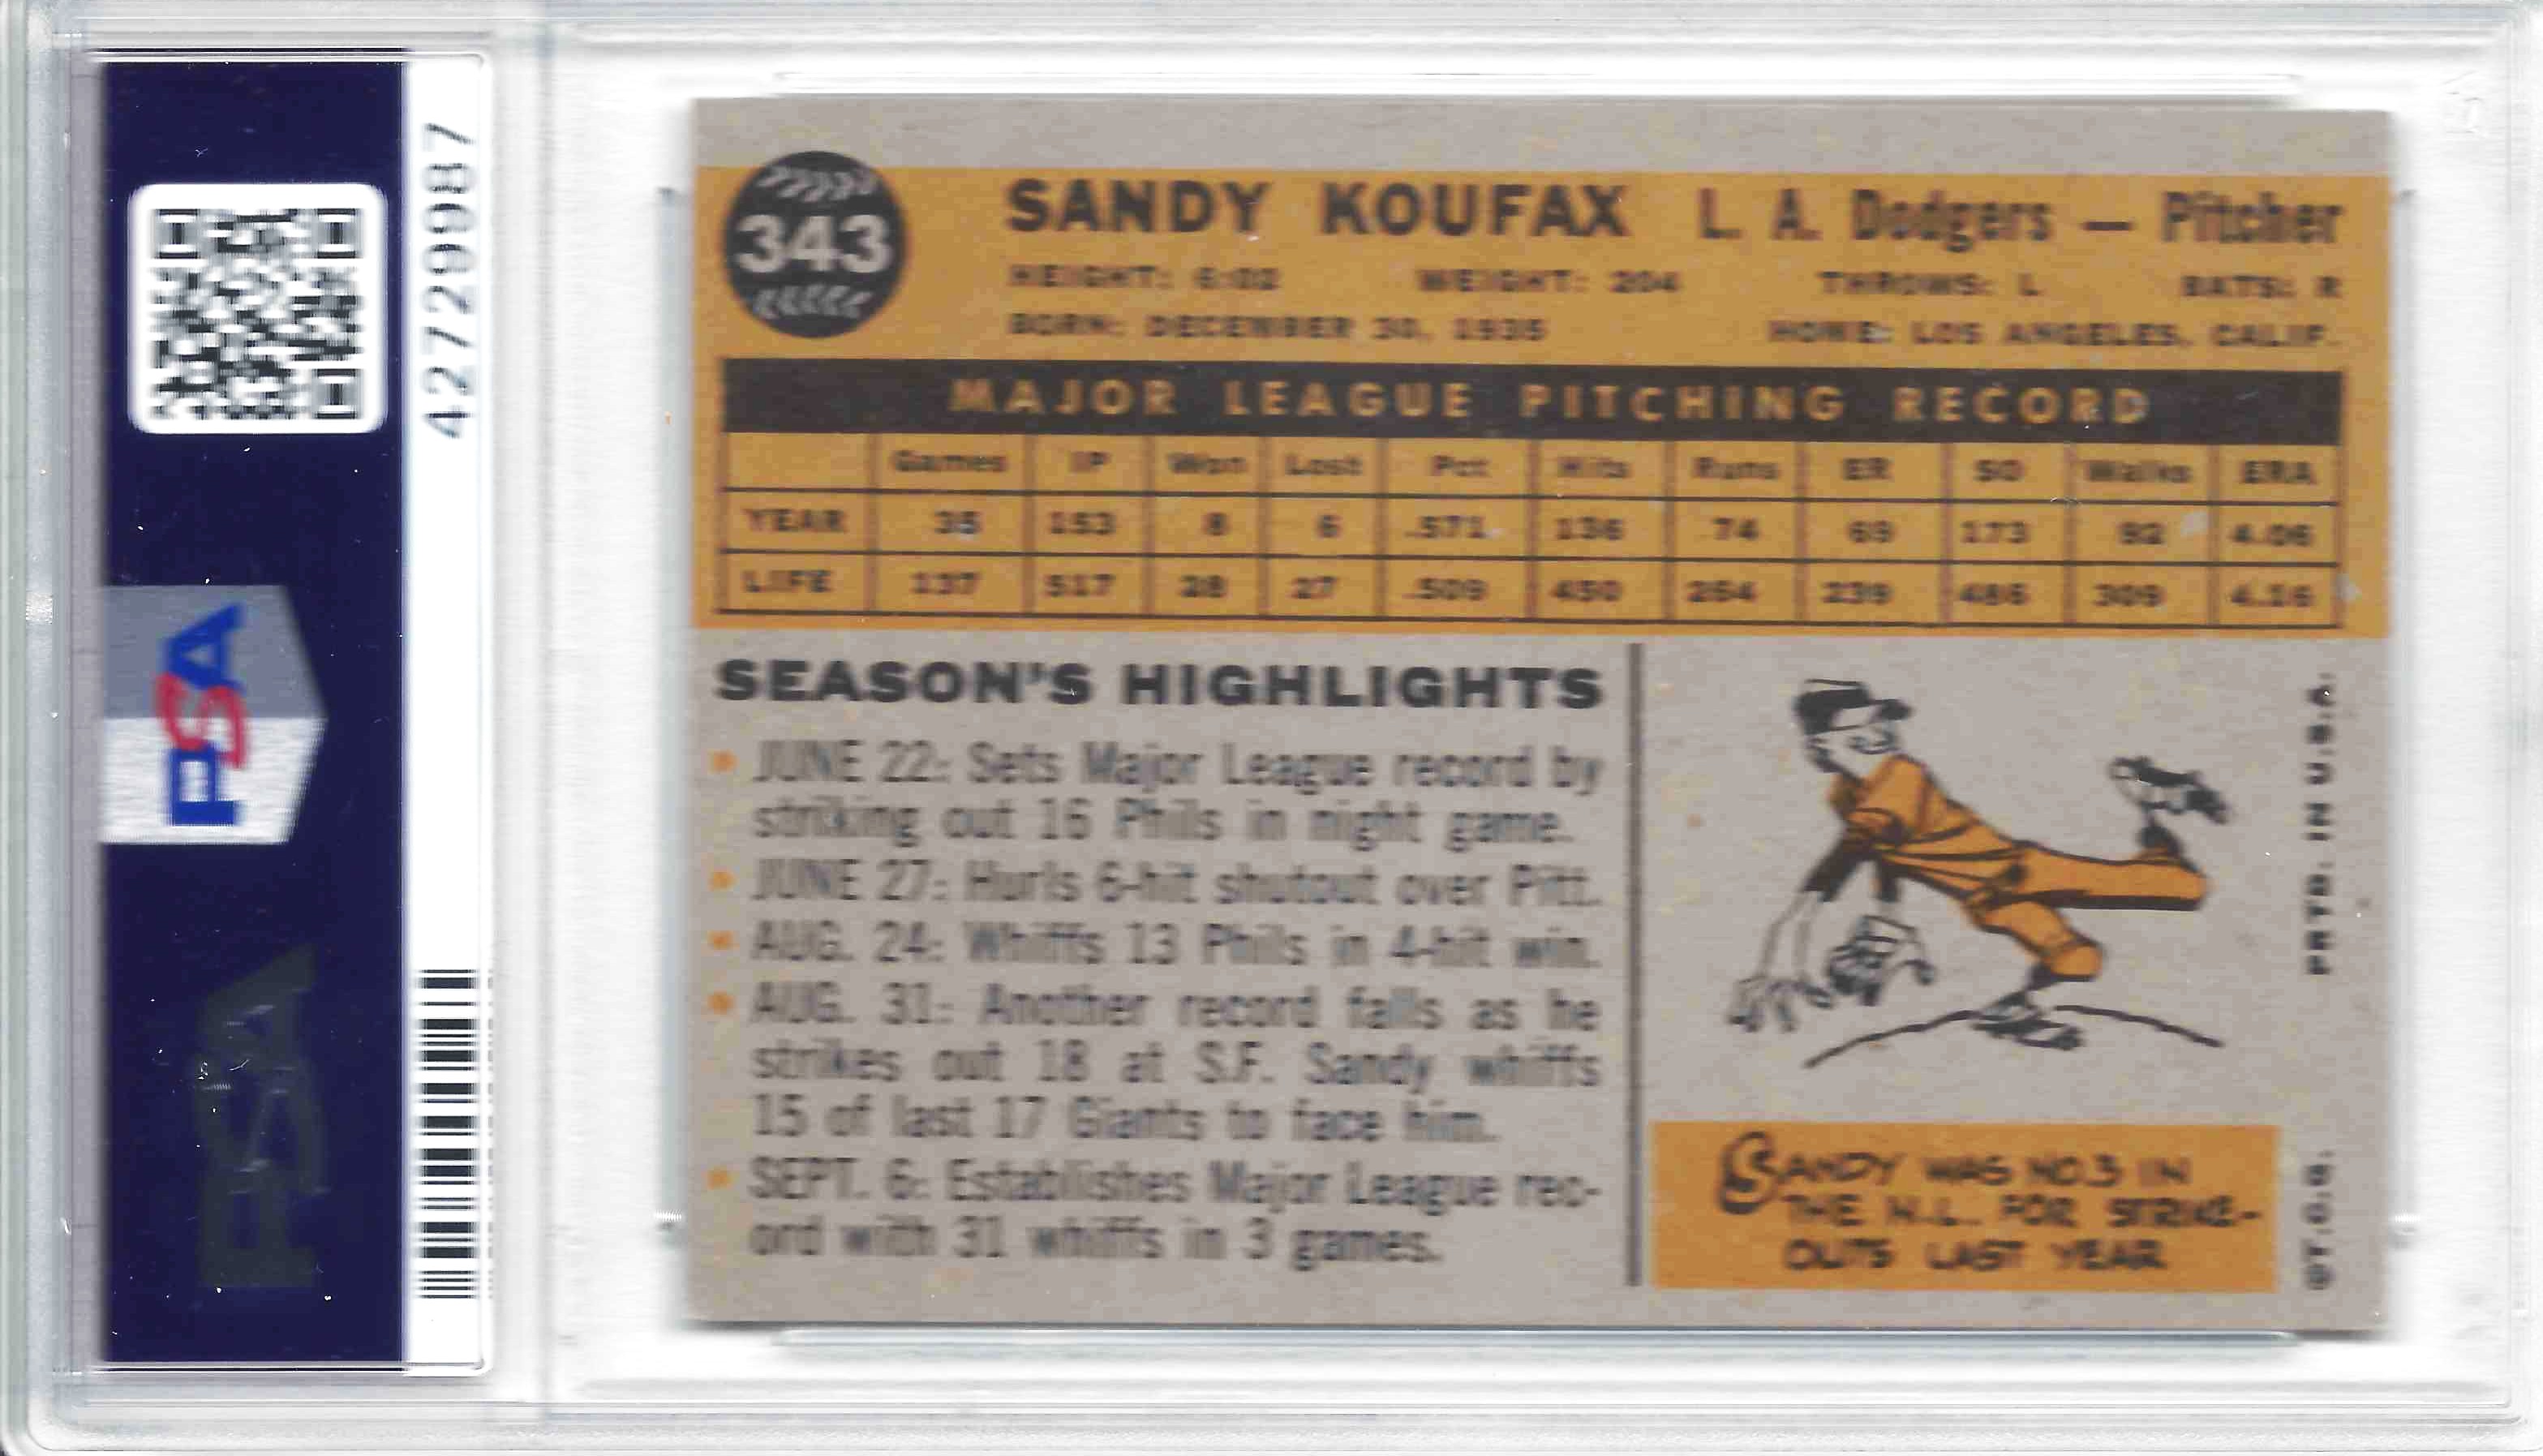 42729987
PSA
PSA
343
SANDY KOUFAX L. A. Dodgers — Pitcher
HEIGHT: 6:02 WEIGHT: 204 THROWS: L BATS: R
BORN: DECEMBER 30, 1935 HOME: LOS ANGELES, CALIF.
MAJOR LEAGUE PITCHING RECORD
Games IP Won Lost Pct Hits Runs ER SO Walks ERA
YEAR 35 153 8 6 .571 136 74 69 173 92 4.06
LIFE 137 517 28 27 .509 450 264 239 486 309 4.16
SEASON'S HIGHLIGHTS
JUNE 22: Sets Major League record by
striking out 16 Phils in night game.
JUNE 27: Hurls 6-hit shutout over Pitt.
AUG. 24: Whiffs 13 Phils in 4-hit win.
AUG. 31: Another record falls as he
strikes out 18 at S.F. Sandy whiffs
15 of last 17 Giants to face him.
SEPT. 6: Establishes Major League rec-
ord with 31 whiffs in 3 games.
SANDY WAS NO.3 IN
THE N.L. FOR STRIKE-
OUTS LAST YEAR
©T.C.G. PRTD. IN U.S.A.